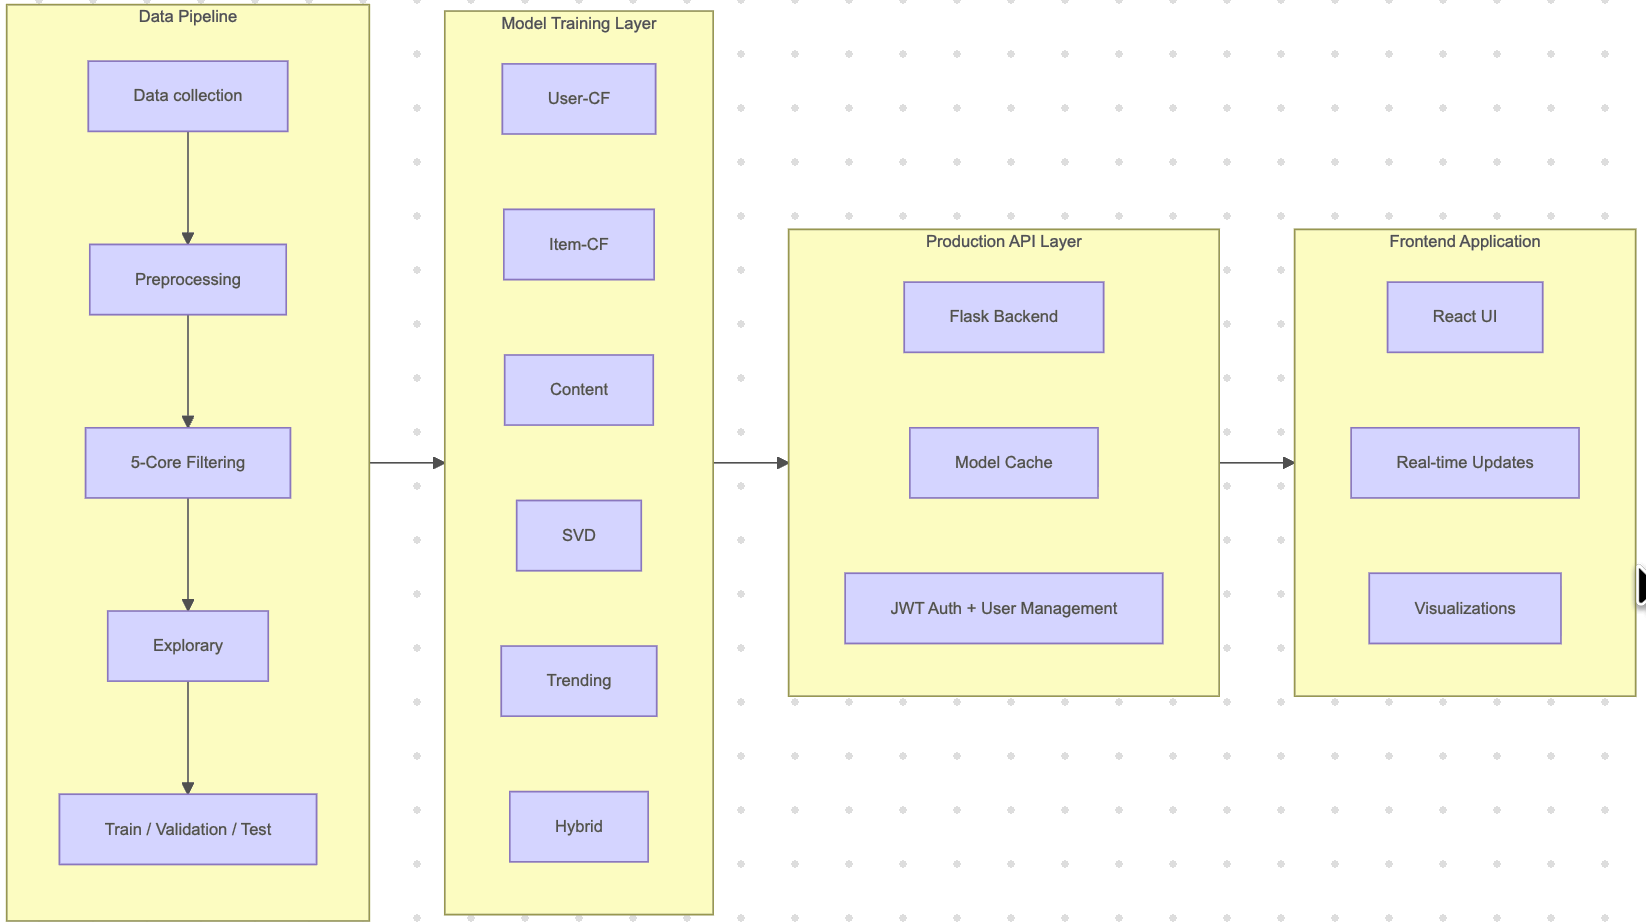 Data Pipeline
Data collection
Preprocessing
5-Core Filtering
Explorary
Train / Validation / Test
Model Training Layer
User-CF
Item-CF
Content
SVD
Trending
Hybrid
Production API Layer
Flask Backend
Model Cache
JWT Auth + User Management
Frontend Application
React UI
Real-time Updates
Visualizations